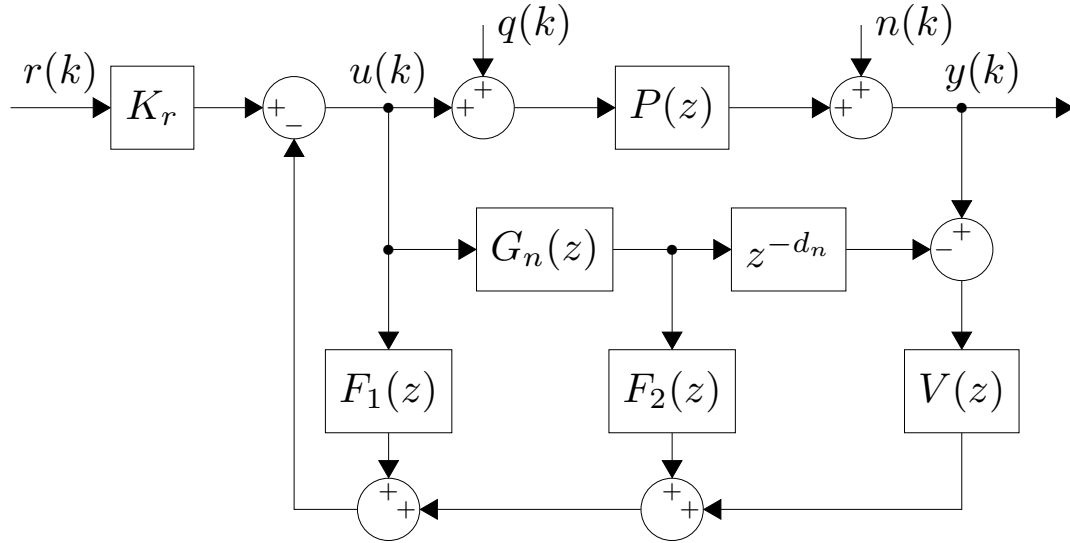 q(k) n(k)
r(k) u(k) y(k)
K_r + − + + P(z) + +
G_n(z) z^{-d_n} − +
F_1(z) F_2(z) V(z)
+ + + +